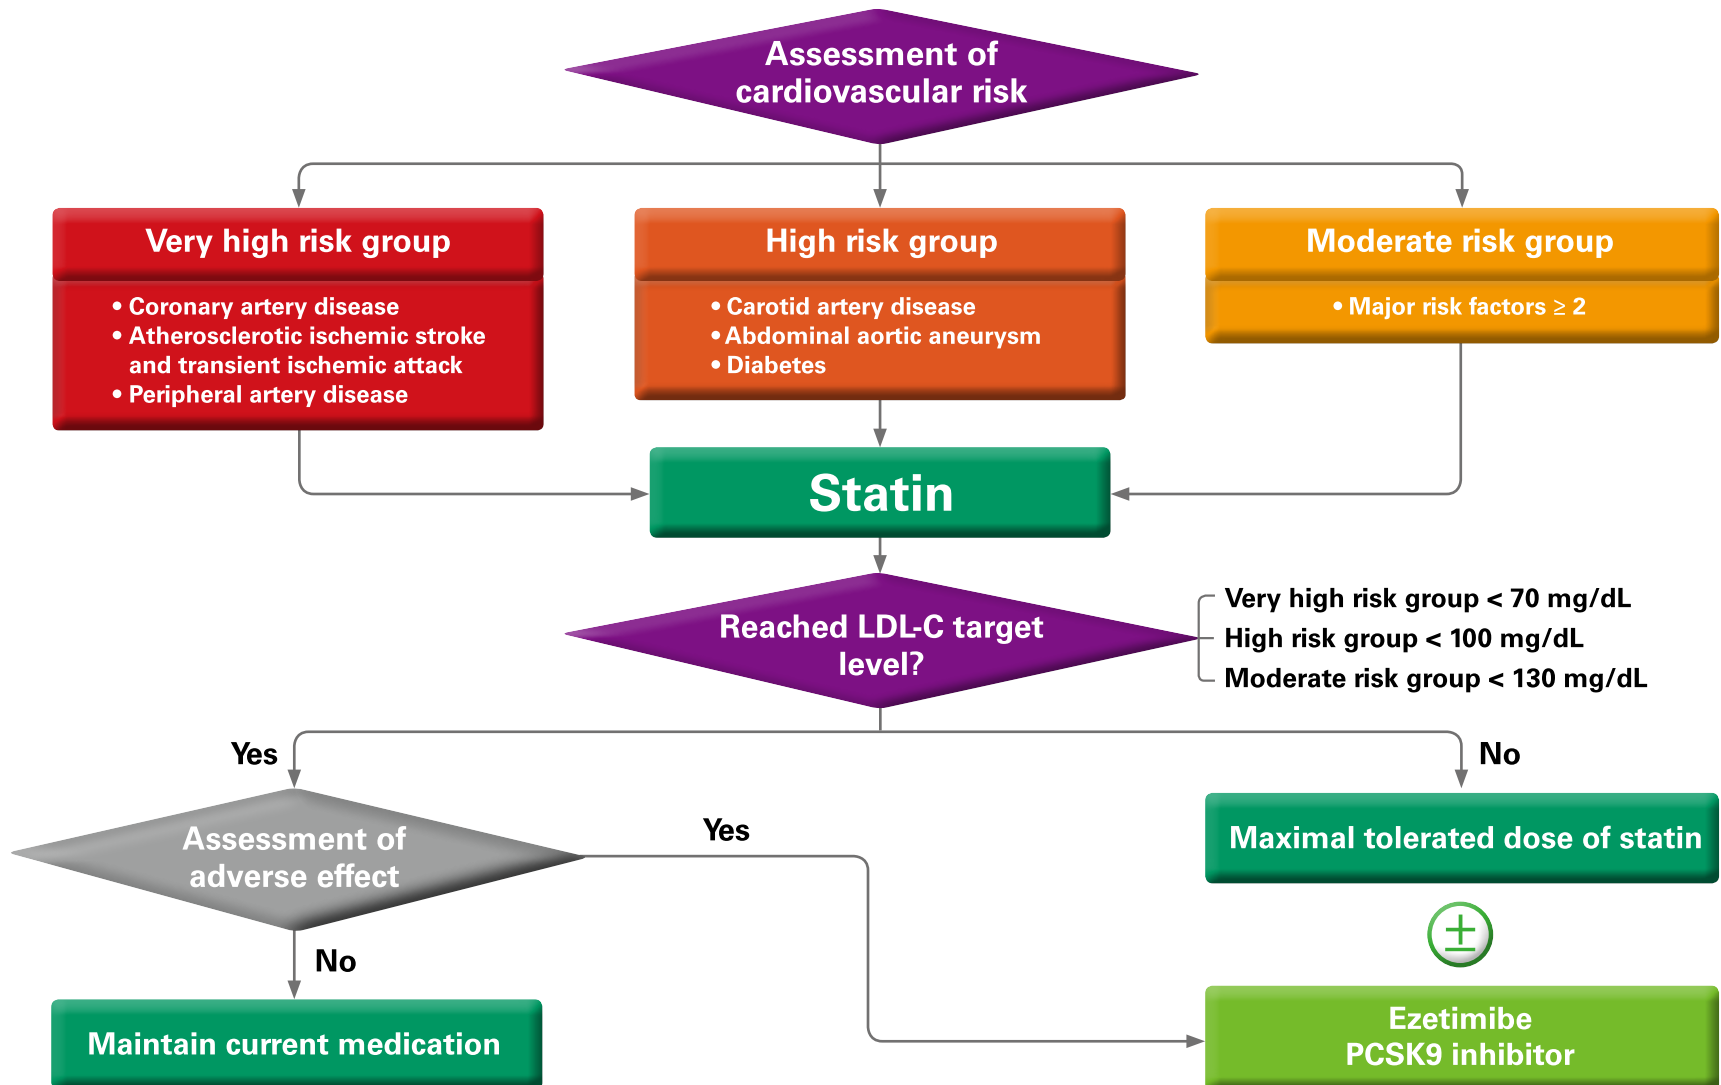 Assessment of
cardiovascular risk
Very high risk group
• Coronary artery disease
• Atherosclerotic ischemic stroke
and transient ischemic attack
• Peripheral artery disease
High risk group
• Carotid artery disease
• Abdominal aortic aneurysm
• Diabetes
Moderate risk group
• Major risk factors ≥ 2
Statin
Reached LDL-C target
level?
Very high risk group < 70 mg/dL
High risk group < 100 mg/dL
Moderate risk group < 130 mg/dL
Yes
No
Assessment of
adverse effect
Yes
Maximal tolerated dose of statin
±
No
Maintain current medication
Ezetimibe
PCSK9 inhibitor